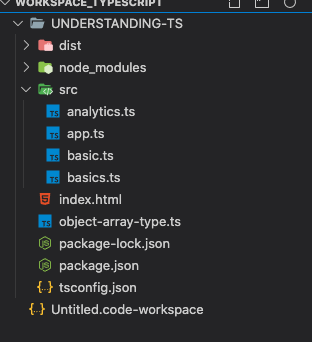 WORKSPACE_TYPESCRIPT
UNDERSTANDING-TS
dist
node_modules
src
TS analytics.ts
TS app.ts
TS basic.ts
TS basics.ts
index.html
TS object-array-type.ts
package-lock.json
package.json
{..} tsconfig.json
{..} Untitled.code-workspace